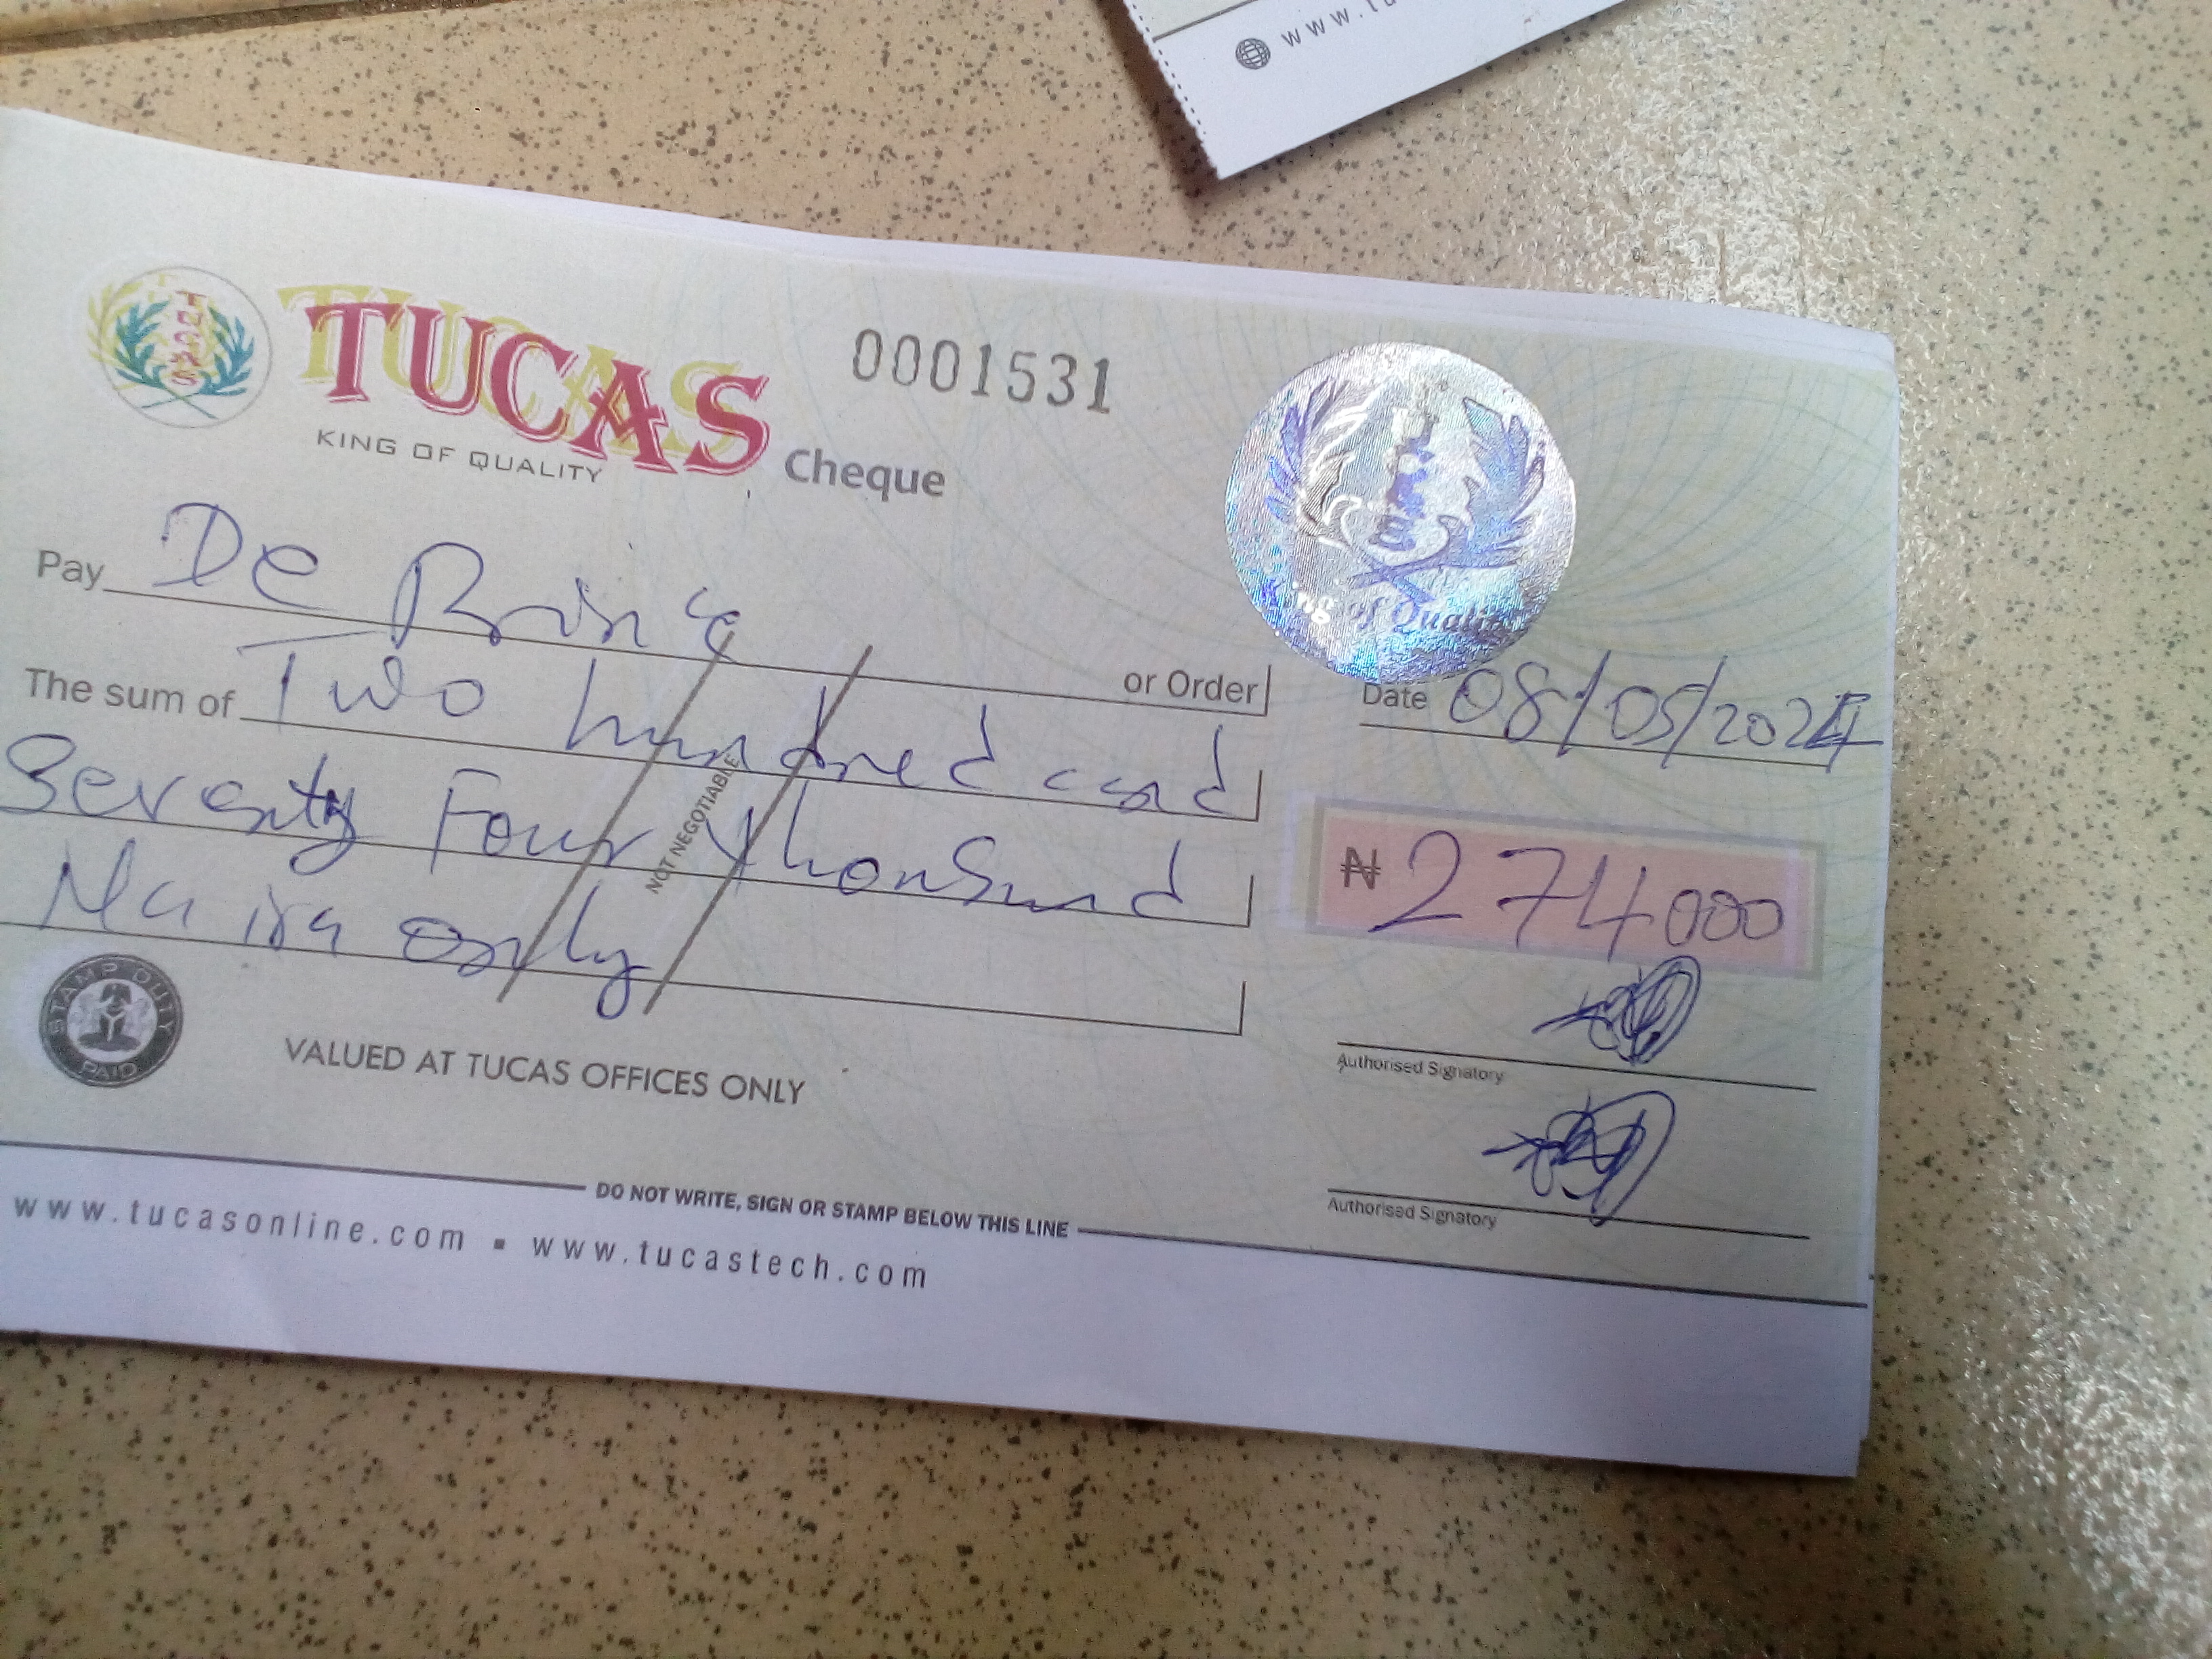 www.tu
TUCAS
TUCAS
KING OF QUALITY
Cheque
0001531
of Quali
Pay De Prince
or Order
Date 08/05/2024
The sum of Two hundred and
Seventy Four thousand
Naira only
NOT NEGOTIABLE
₦ 274000
STAMP DUTY
PAID
VALUED AT TUCAS OFFICES ONLY
Authorised Signatory
Authorised Signatory
DO NOT WRITE, SIGN OR STAMP BELOW THIS LINE
www.tucasonline.com ▪ www.tucastech.com